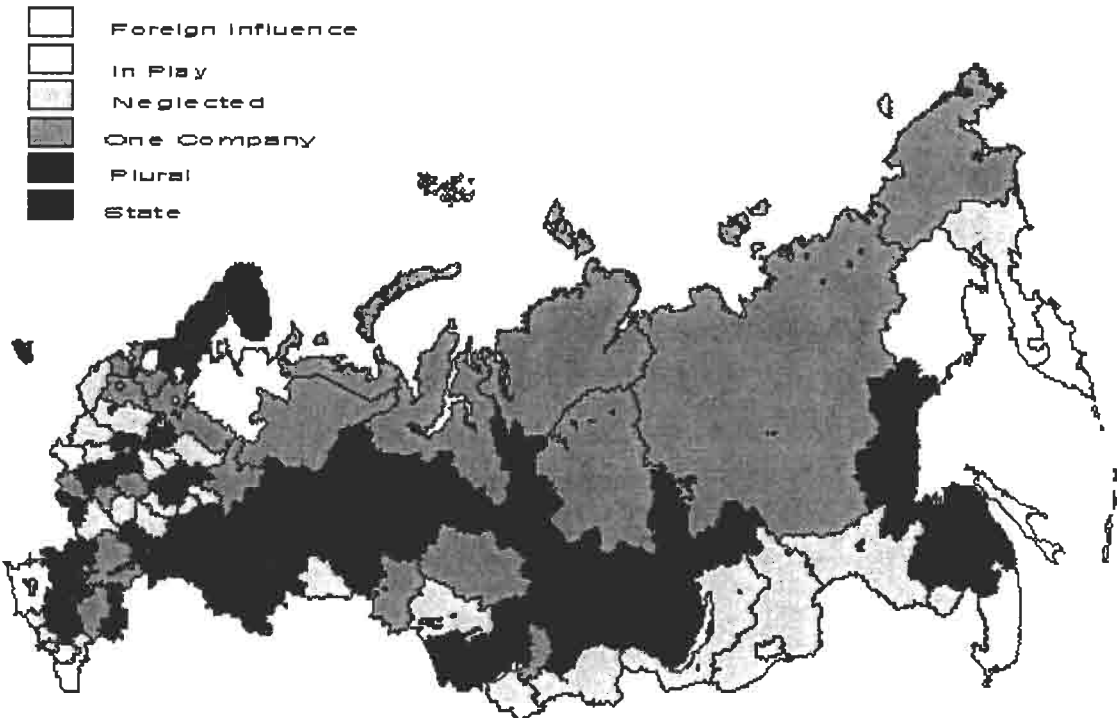 Foreign Influence
In Play
Neglected
One Company
Plural
State